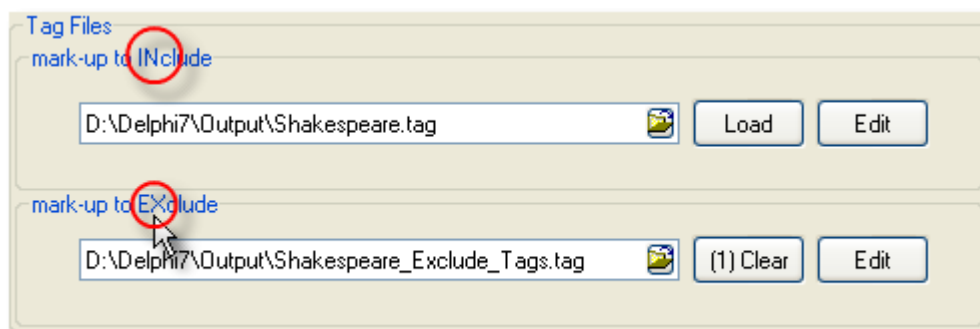 Tag Files
mark-up to INclude
D:\Delphi7\Output\Shakespeare.tag Load Edit
mark-up to EXclude
D:\Delphi7\Output\Shakespeare_Exclude_Tags.tag (1) Clear Edit